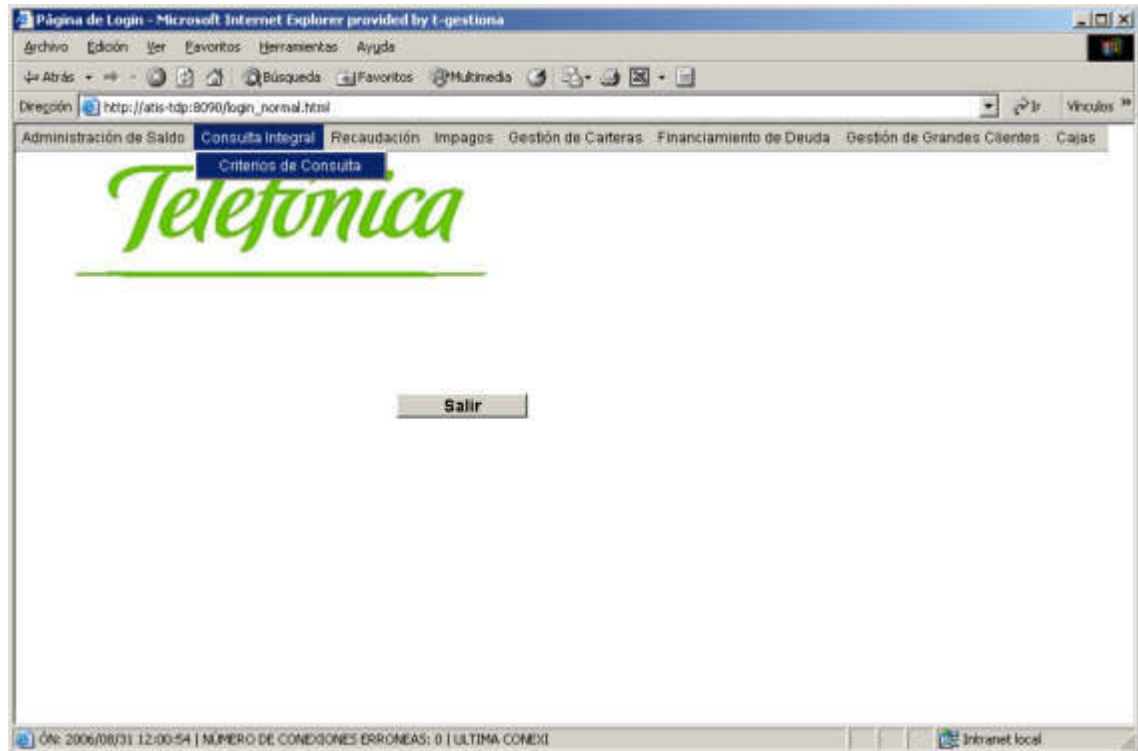 Página de Login - Microsoft Internet Explorer provided by t-gestiona
Archivo Edición Ver Favoritos Herramientas Ayuda
Atrás Búsqueda Favoritos Multimedia
Dirección http://atis-tdp:8090/login_normal.html Ir Vínculos »
Administración de Saldo Consulta Integral Recaudación Impagos Gestión de Carteras Financiamiento de Deuda Gestión de Grandes Clientes Cajas
Criterios de Consulta
Telefónica
Salir
ÓN: 2006/08/31 12:00:54 | NÚMERO DE CONEXIONES ERRONEAS: 0 | ULTIMA CONEXI Intranet local